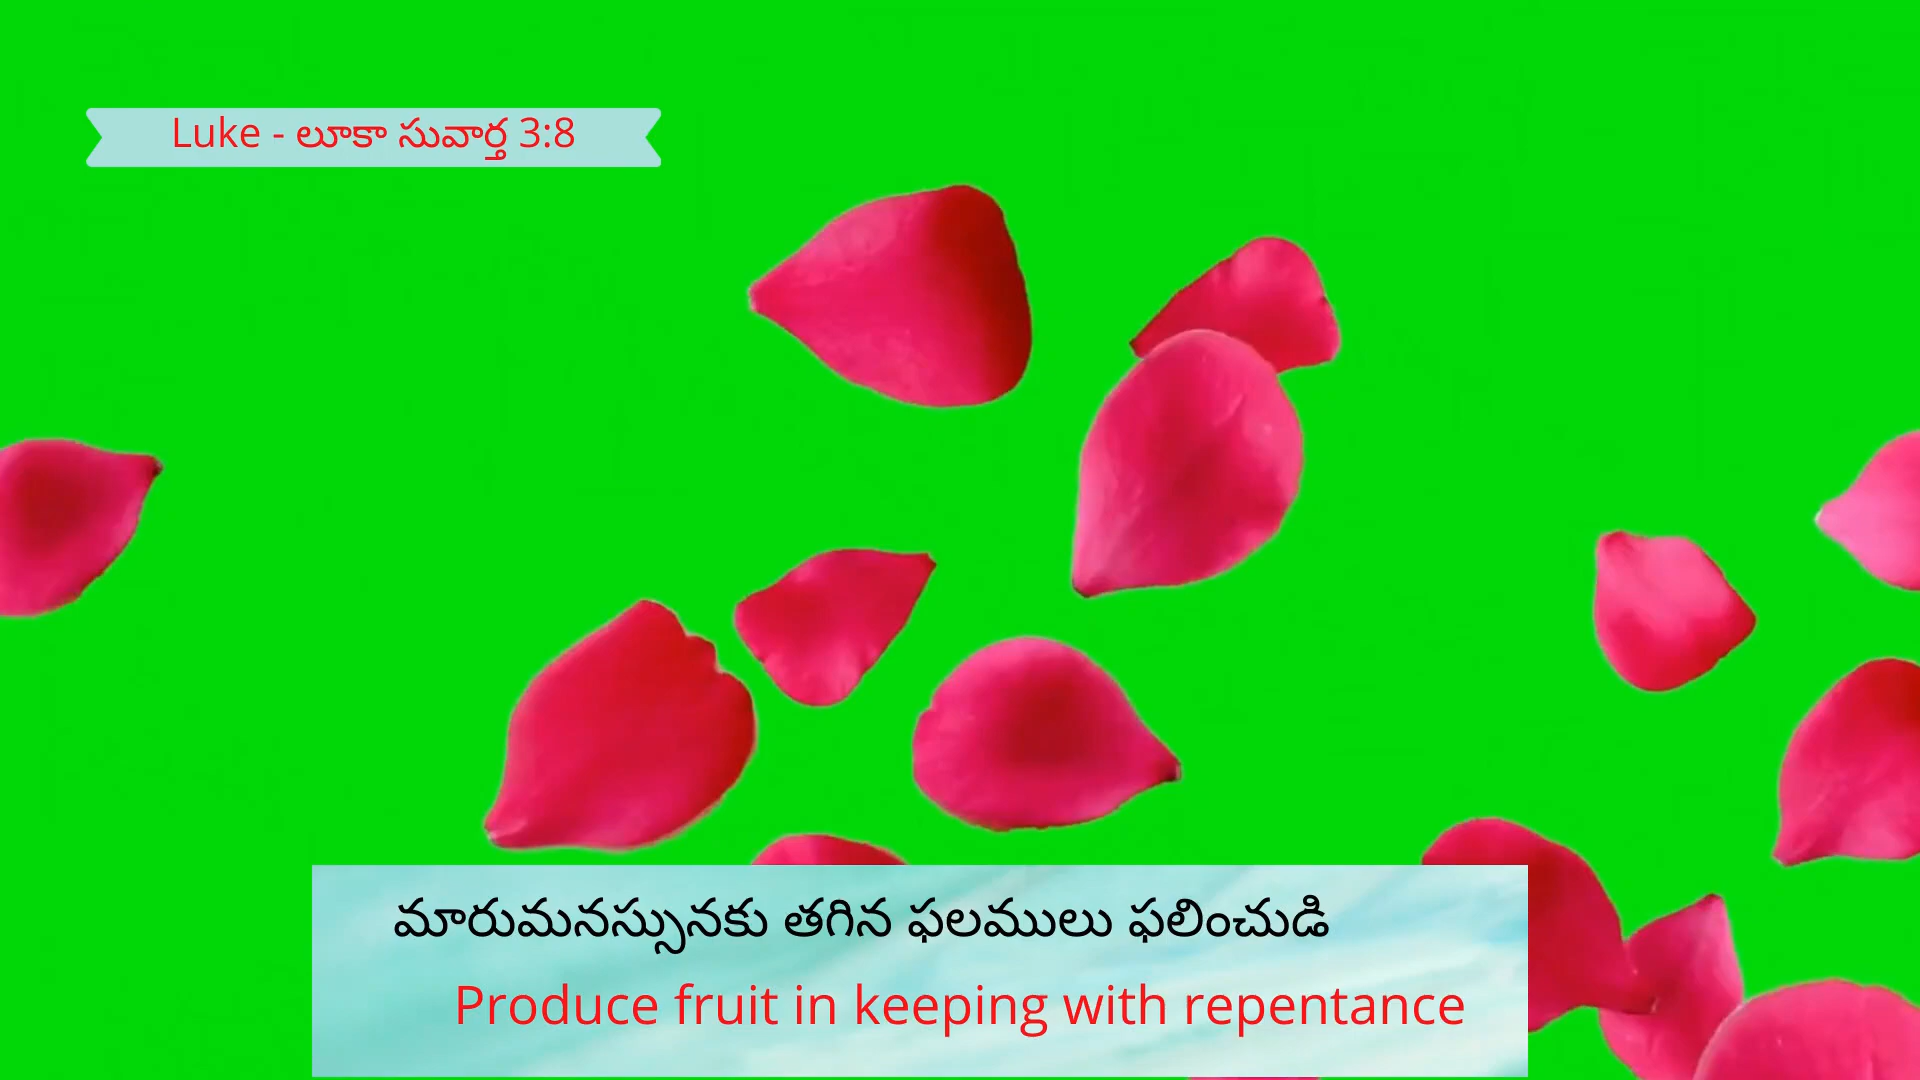 Luke - లూకా సువార్త 3:8
మారుమనస్సునకు తగిన ఫలములు ఫలించుడి
Produce fruit in keeping with repentance